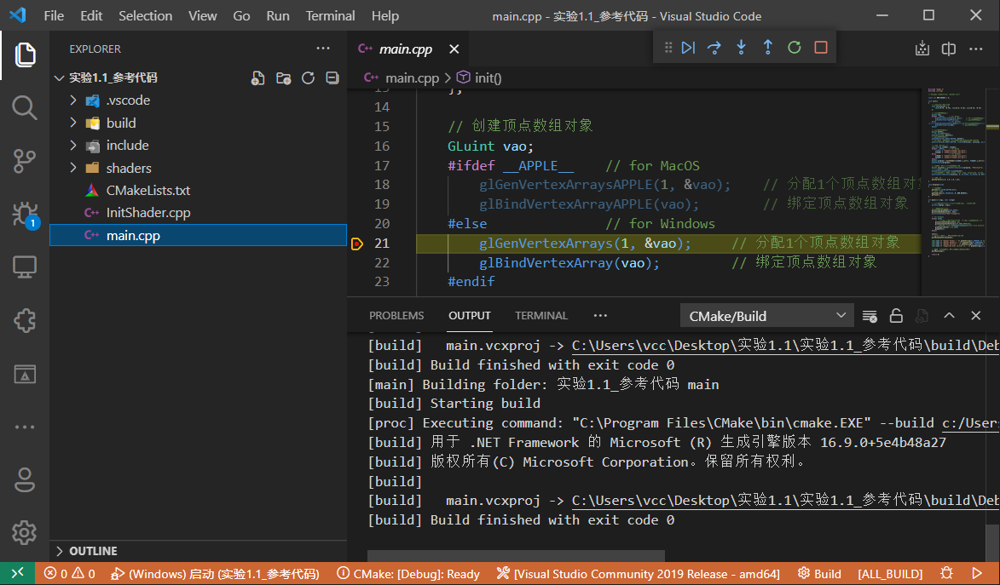 File Edit Selection View Go Run Terminal Help
main.cpp - 实验1.1_参考代码 - Visual Studio Code
EXPLORER
实验1.1_参考代码
.vscode
build
include
shaders
CMakeLists.txt
InitShader.cpp
main.cpp
1
OUTLINE
main.cpp
main.cpp > init()
};
14
15 // 创建顶点数组对象
16 GLuint vao;
17 #ifdef __APPLE__ // for MacOS
18 glGenVertexArraysAPPLE(1, &vao); // 分配1个顶点数组对
19 glBindVertexArrayAPPLE(vao); // 绑定顶点数组对象
20 #else // for Windows
21 glGenVertexArrays(1, &vao); // 分配1个顶点数组对象
22 glBindVertexArray(vao); // 绑定顶点数组对象
23 #endif
PROBLEMS OUTPUT TERMINAL ··· CMake/Build
[build] main.vcxproj -> C:\Users\vcc\Desktop\实验1.1\实验1.1_参考代码\build\Deb
[build] Build finished with exit code 0
[main] Building folder: 实验1.1_参考代码 main
[build] Starting build
[proc] Executing command: "C:\Program Files\CMake\bin\cmake.EXE" --build c:/Users
[build] 用于 .NET Framework 的 Microsoft (R) 生成引擎版本 16.9.0+5e4b48a27
[build] 版权所有(C) Microsoft Corporation。保留所有权利。
[build]
[build] main.vcxproj -> C:\Users\vcc\Desktop\实验1.1\实验1.1_参考代码\build\Deb
[build] Build finished with exit code 0
0 0 (Windows) 启动 (实验1.1_参考代码) CMake: [Debug]: Ready [Visual Studio Community 2019 Release - amd64] Build [ALL_BUILD]